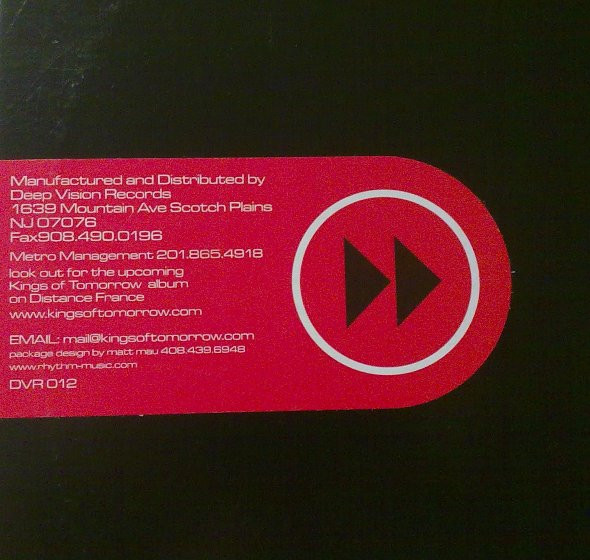 Manufactured and Distributed by
Deep Vision Records
1639 Mountain Ave Scotch Plains
NJ 07076
Fax908.490.0196
Metro Management 201.865.4918
look out for the upcoming
Kings of Tomorrow album
on Distance France
www.kingsoftomorrow.com
EMAIL: mail@kingsoftomorrow.com
package design by matt mau 408.439.6948
www.rhythm-music.com
DVR 012